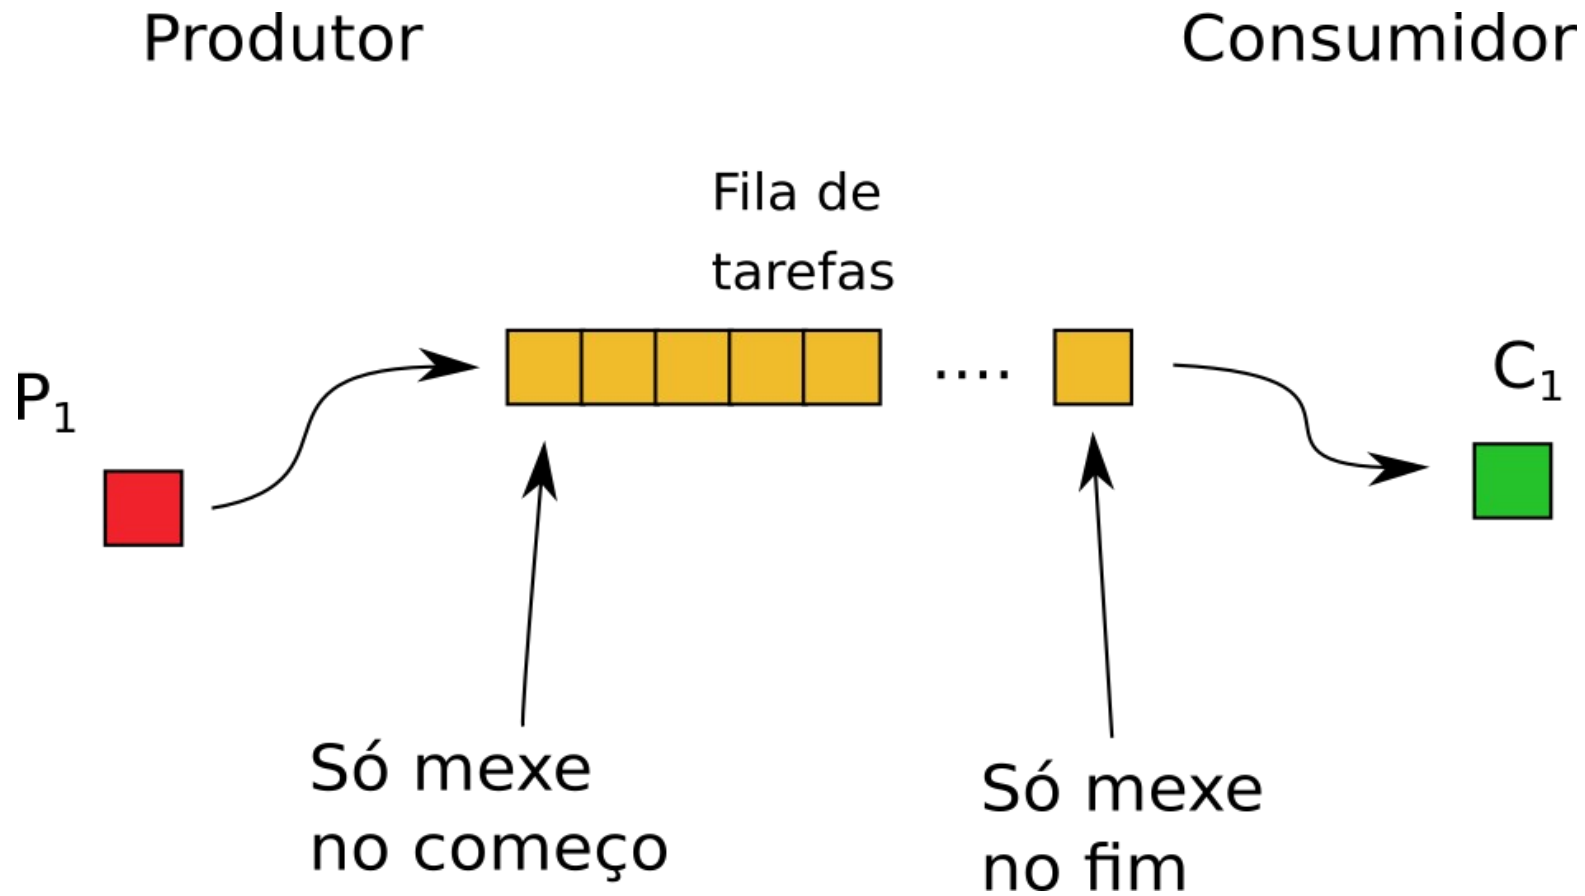 Produtor
Consumidor
Fila de
tarefas
....
P1
C1
Só mexe
no começo
Só mexe
no fim